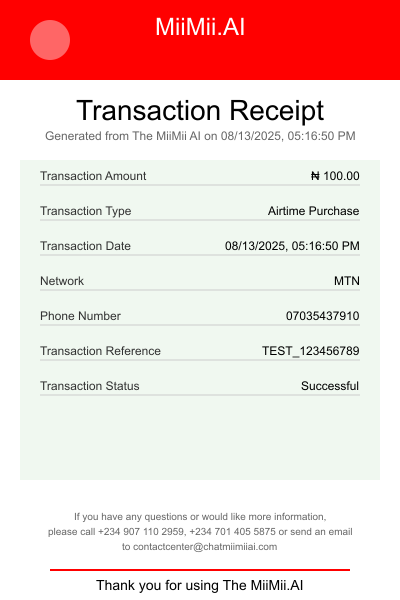 MiiMii.AI
Transaction Receipt
Generated from The MiiMii AI on 08/13/2025, 05:16:50 PM
Transaction Amount ₦ 100.00
Transaction Type Airtime Purchase
Transaction Date 08/13/2025, 05:16:50 PM
Network MTN
Phone Number 07035437910
Transaction Reference TEST_123456789
Transaction Status Successful
If you have any questions or would like more information,
please call +234 907 110 2959, +234 701 405 5875 or send an email
to contactcenter@chatmiimiiai.com
Thank you for using The MiiMii.AI